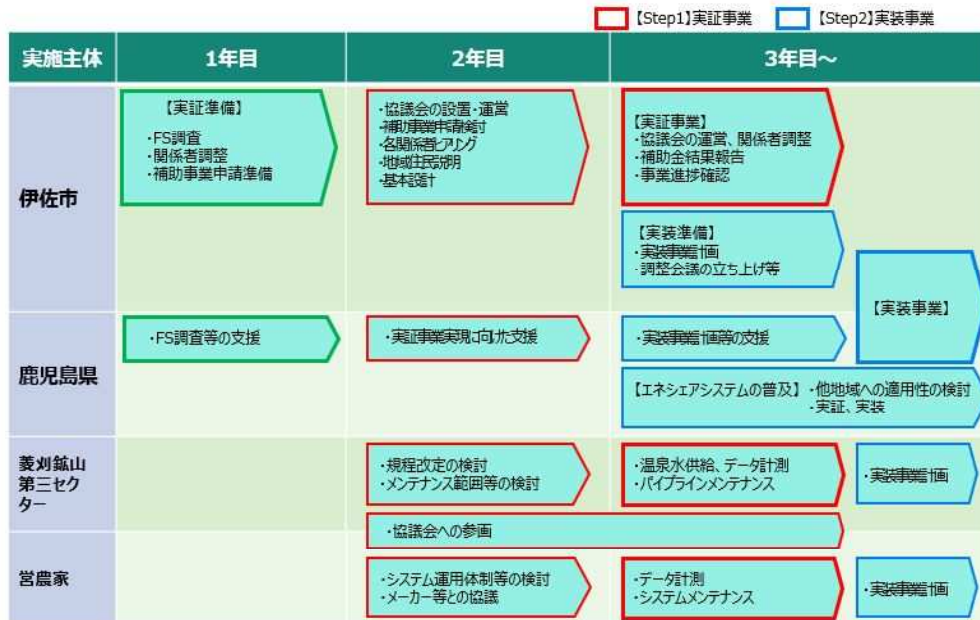 【Step1】実証事業
【Step2】実装事業
実施主体
1年目
2年目
3年目～
伊佐市
【実証準備】
・FS調査
・関係者調整
・補助事業申請準備
・協議会の設置・運営
・補助事業申請検討
・各関係者ヒアリング
・地域住民説明
・基本設計
【実証事業】
・協議会の運営、関係者調整
・補助金結果報告
・事業進捗確認
【実装準備】
・実装事業計画
・調整会議の立ち上げ等
【実装事業】
鹿児島県
・FS調査等の支援
・実証事業実現に向けた支援
・実装事業計画等の支援
【エネシェアシステムの普及】・他地域への適用性の検討
・実証、実装
菱刈鉱山
第三セク
ター
・規程改定の検討
・メンテナンス範囲等の検討
・温泉水供給、データ計測
・パイプラインメンテナンス
・実装事業計画
・協議会への参画
営農家
・システム運用体制等の検討
・メーカー等との協議
・データ計測
・システムメンテナンス
・実装事業計画